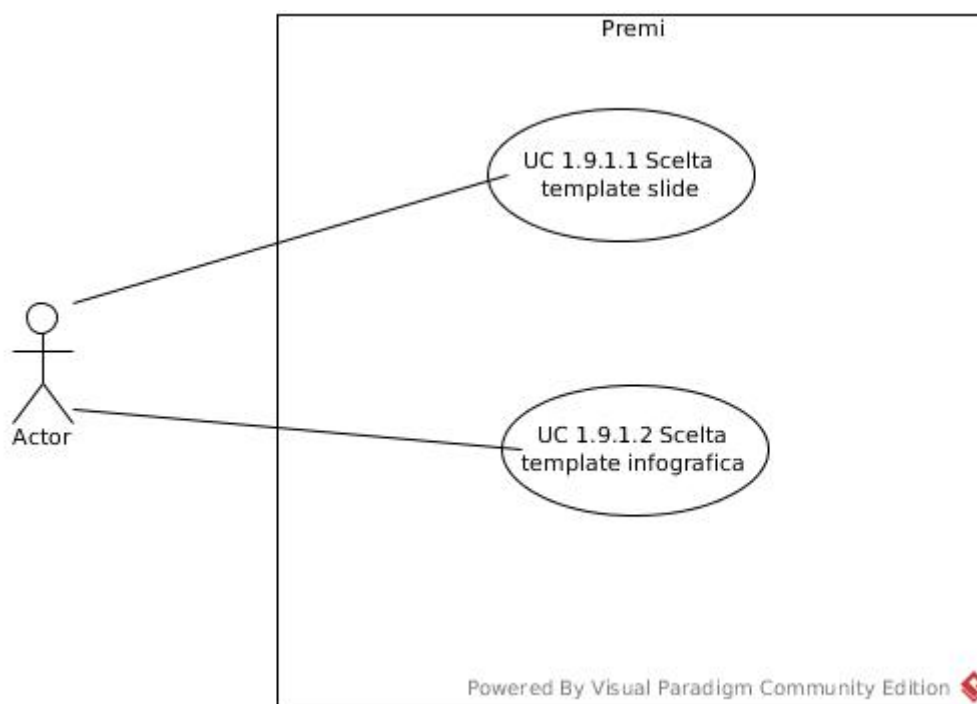 Premi
UC 1.9.1.1 Scelta
template slide
Actor
UC 1.9.1.2 Scelta
template infografica
Powered By Visual Paradigm Community Edition